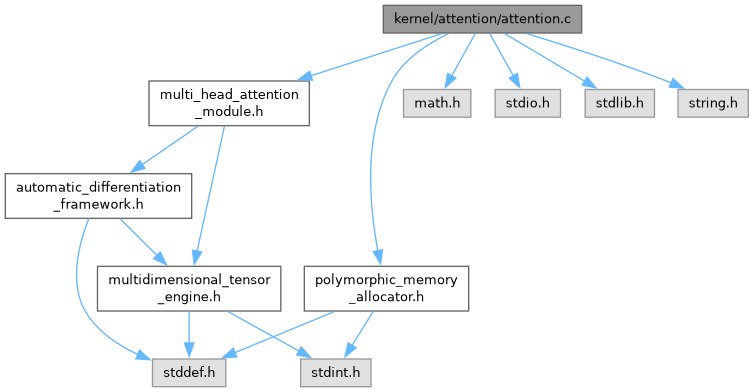 kernel/attention/attention.c
multi_head_attention
_module.h
math.h
stdio.h
stdlib.h
string.h
automatic_differentiation
_framework.h
multidimensional_tensor
_engine.h
polymorphic_memory
_allocator.h
stddef.h
stdint.h